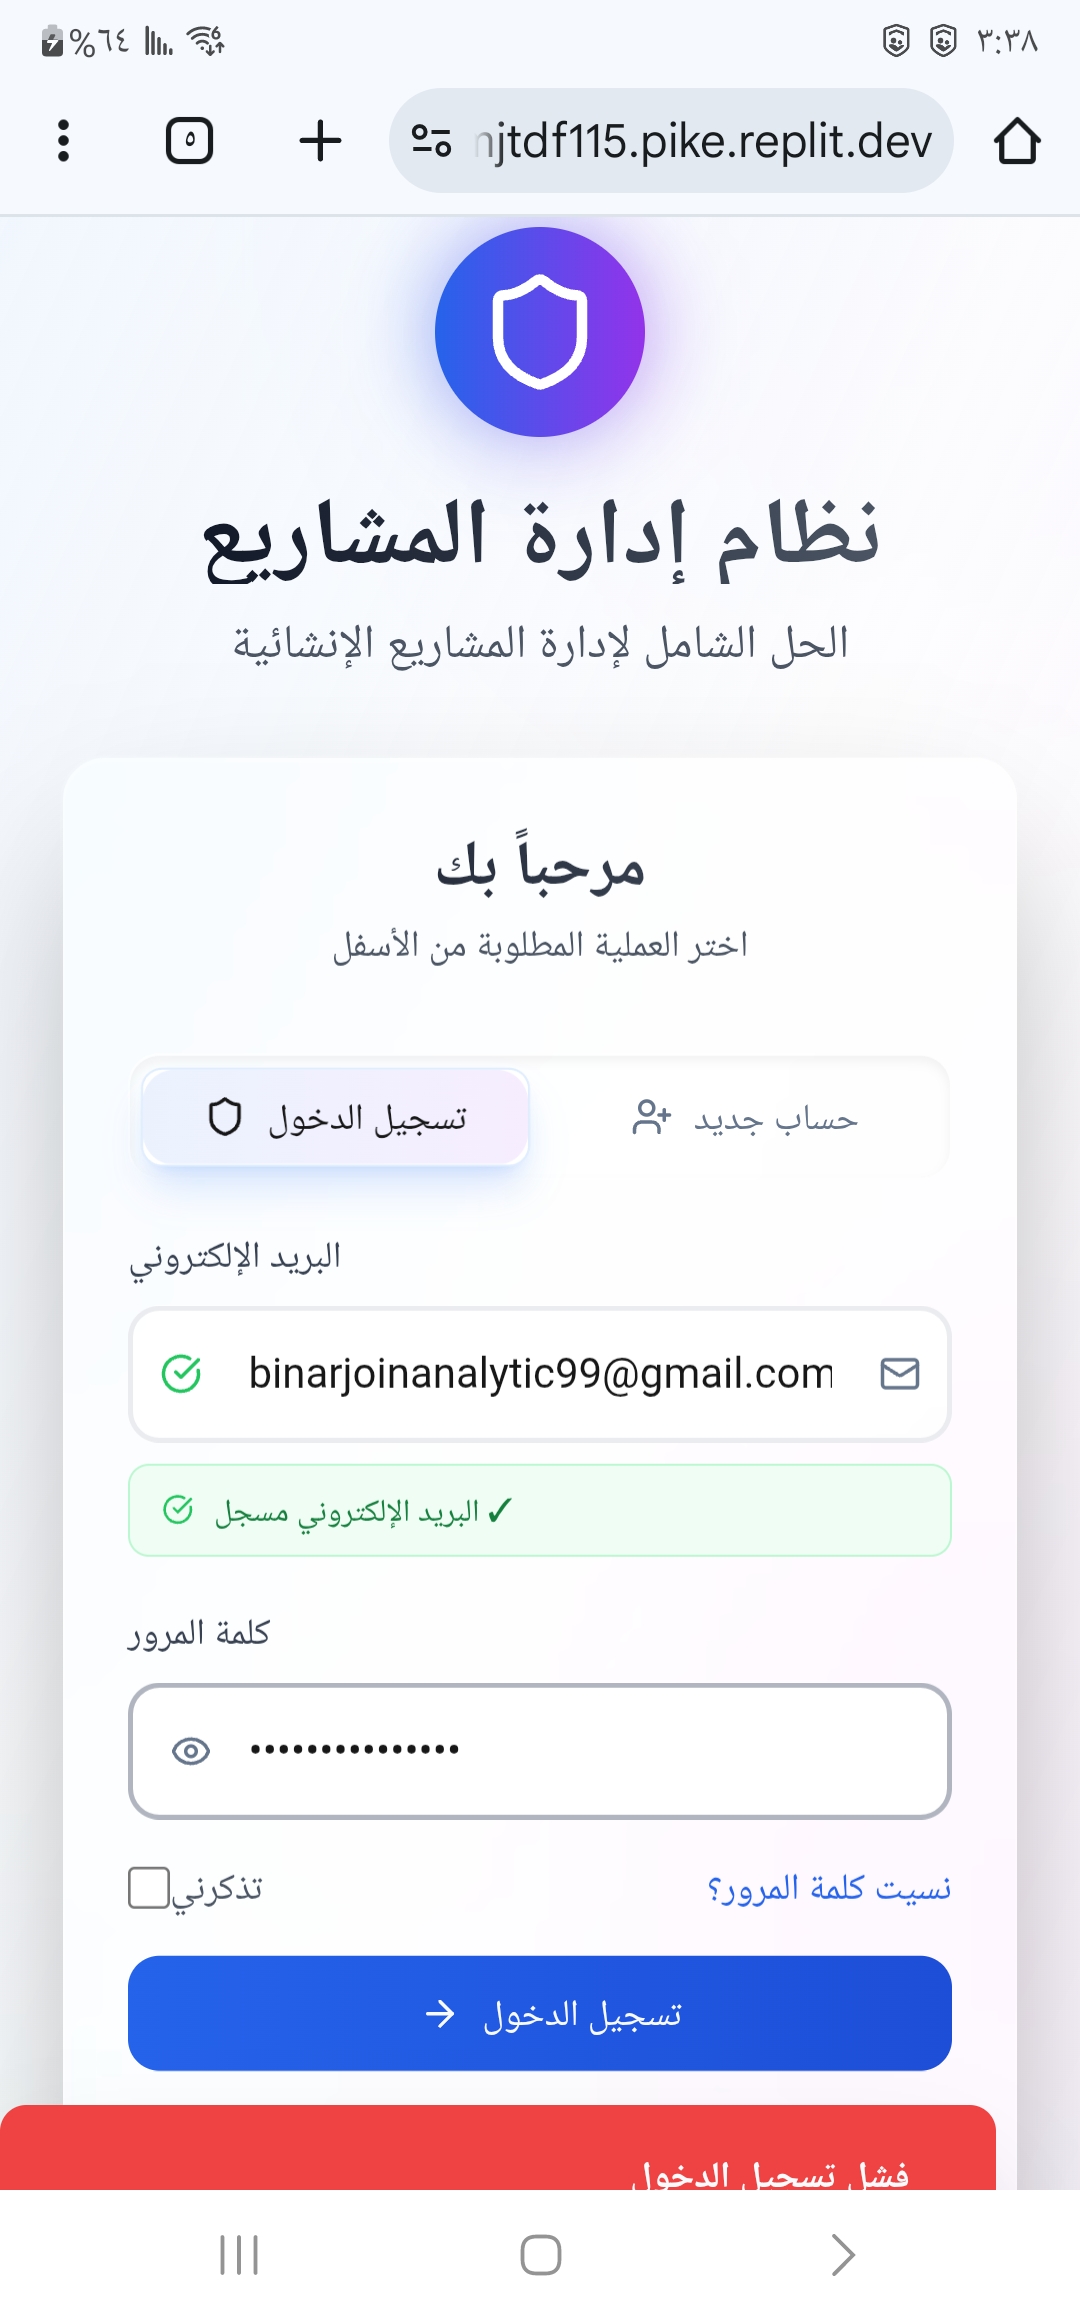 ٣:٣٨
%٦٤
njtdf115.pike.replit.dev
٥
نظام إدارة المشاريع
الحل الشامل لإدارة المشاريع الإنشائية
مرحباً بك
اختر العملية المطلوبة من الأسفل
تسجيل الدخول
حساب جديد
البريد الإلكتروني
binarjoinanalytic99@gmail.com
✓ البريد الإلكتروني مسجل
كلمة المرور
•••••••••••••••
تذكرني
نسيت كلمة المرور؟
تسجيل الدخول
فشل تسجيل الدخول